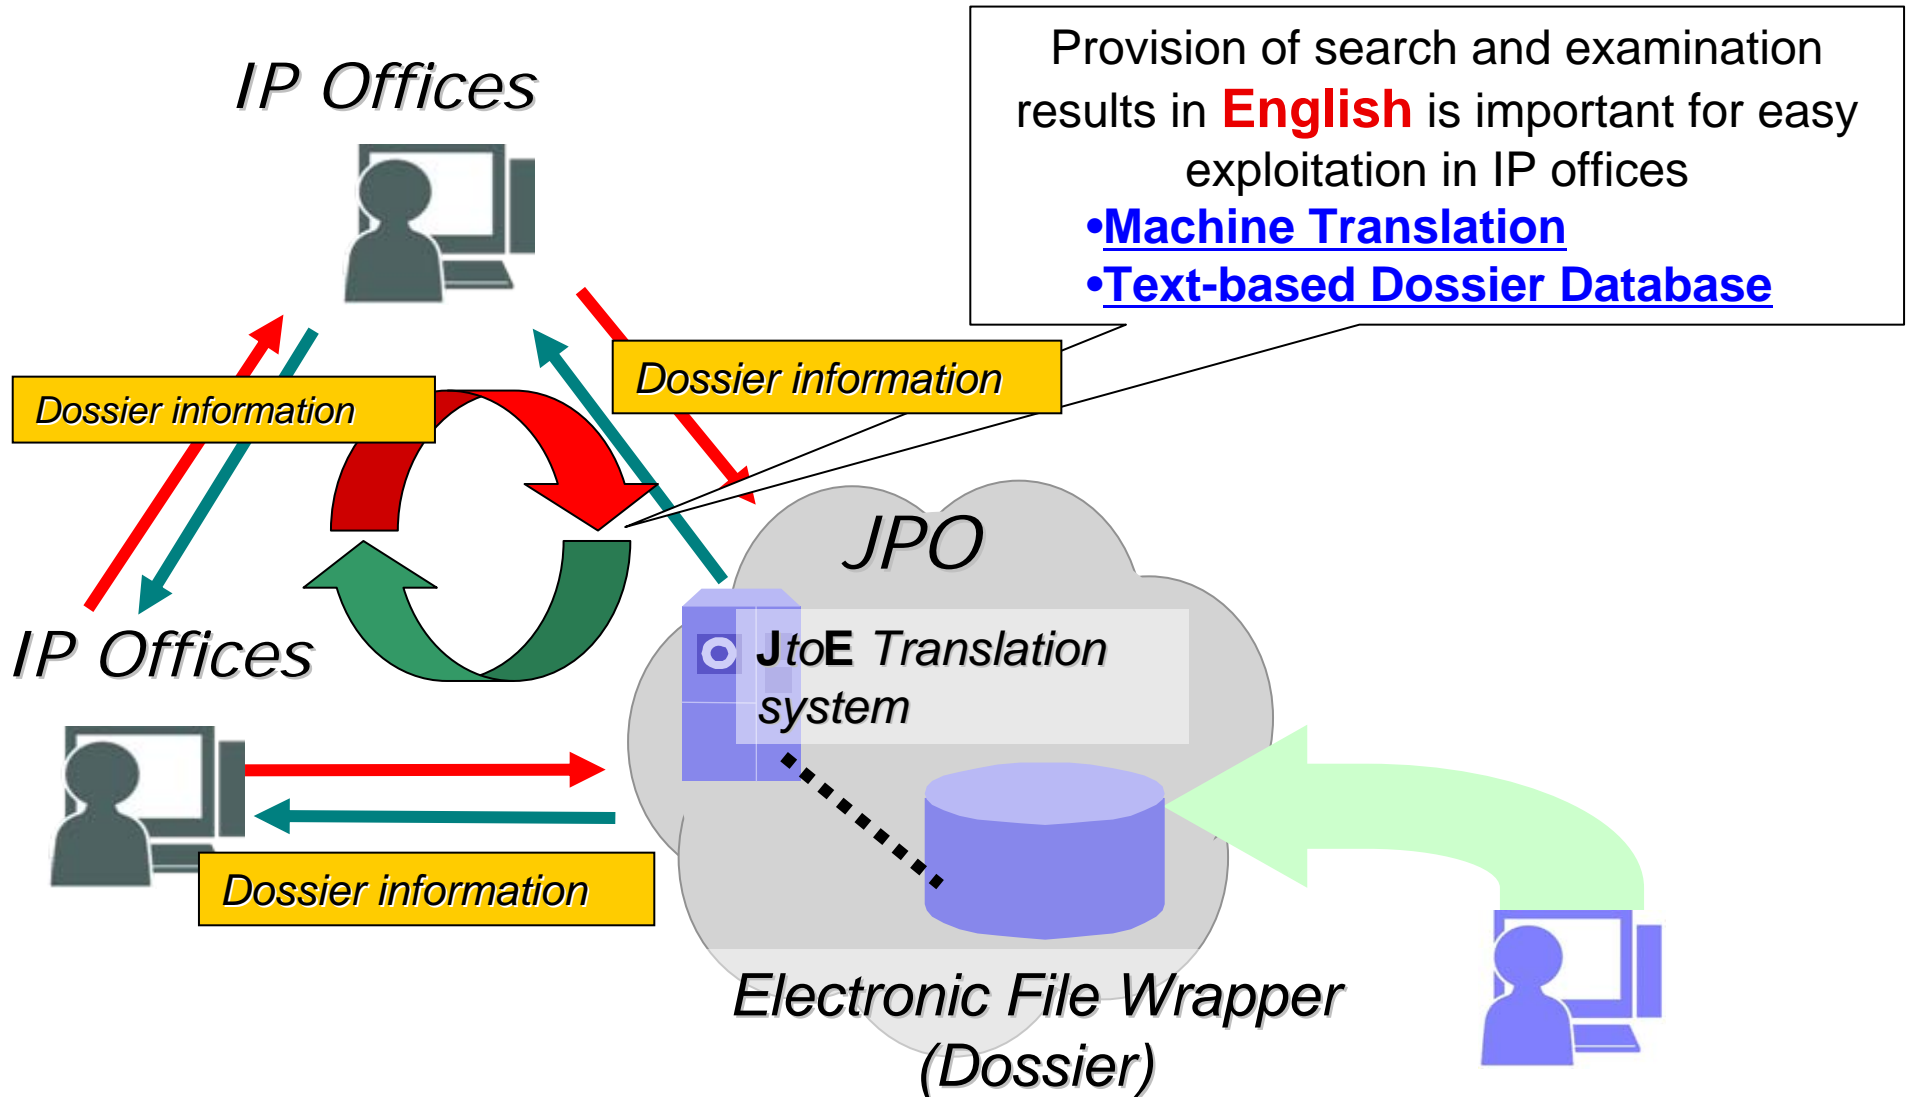 IP Offices
Provision of search and examination
results in English is important for easy
exploitation in IP offices
•Machine Translation
•Text-based Dossier Database
Dossier information
Dossier information
JPO
IP Offices
JtoE Translation
system
Dossier information
Electronic File Wrapper
(Dossier)